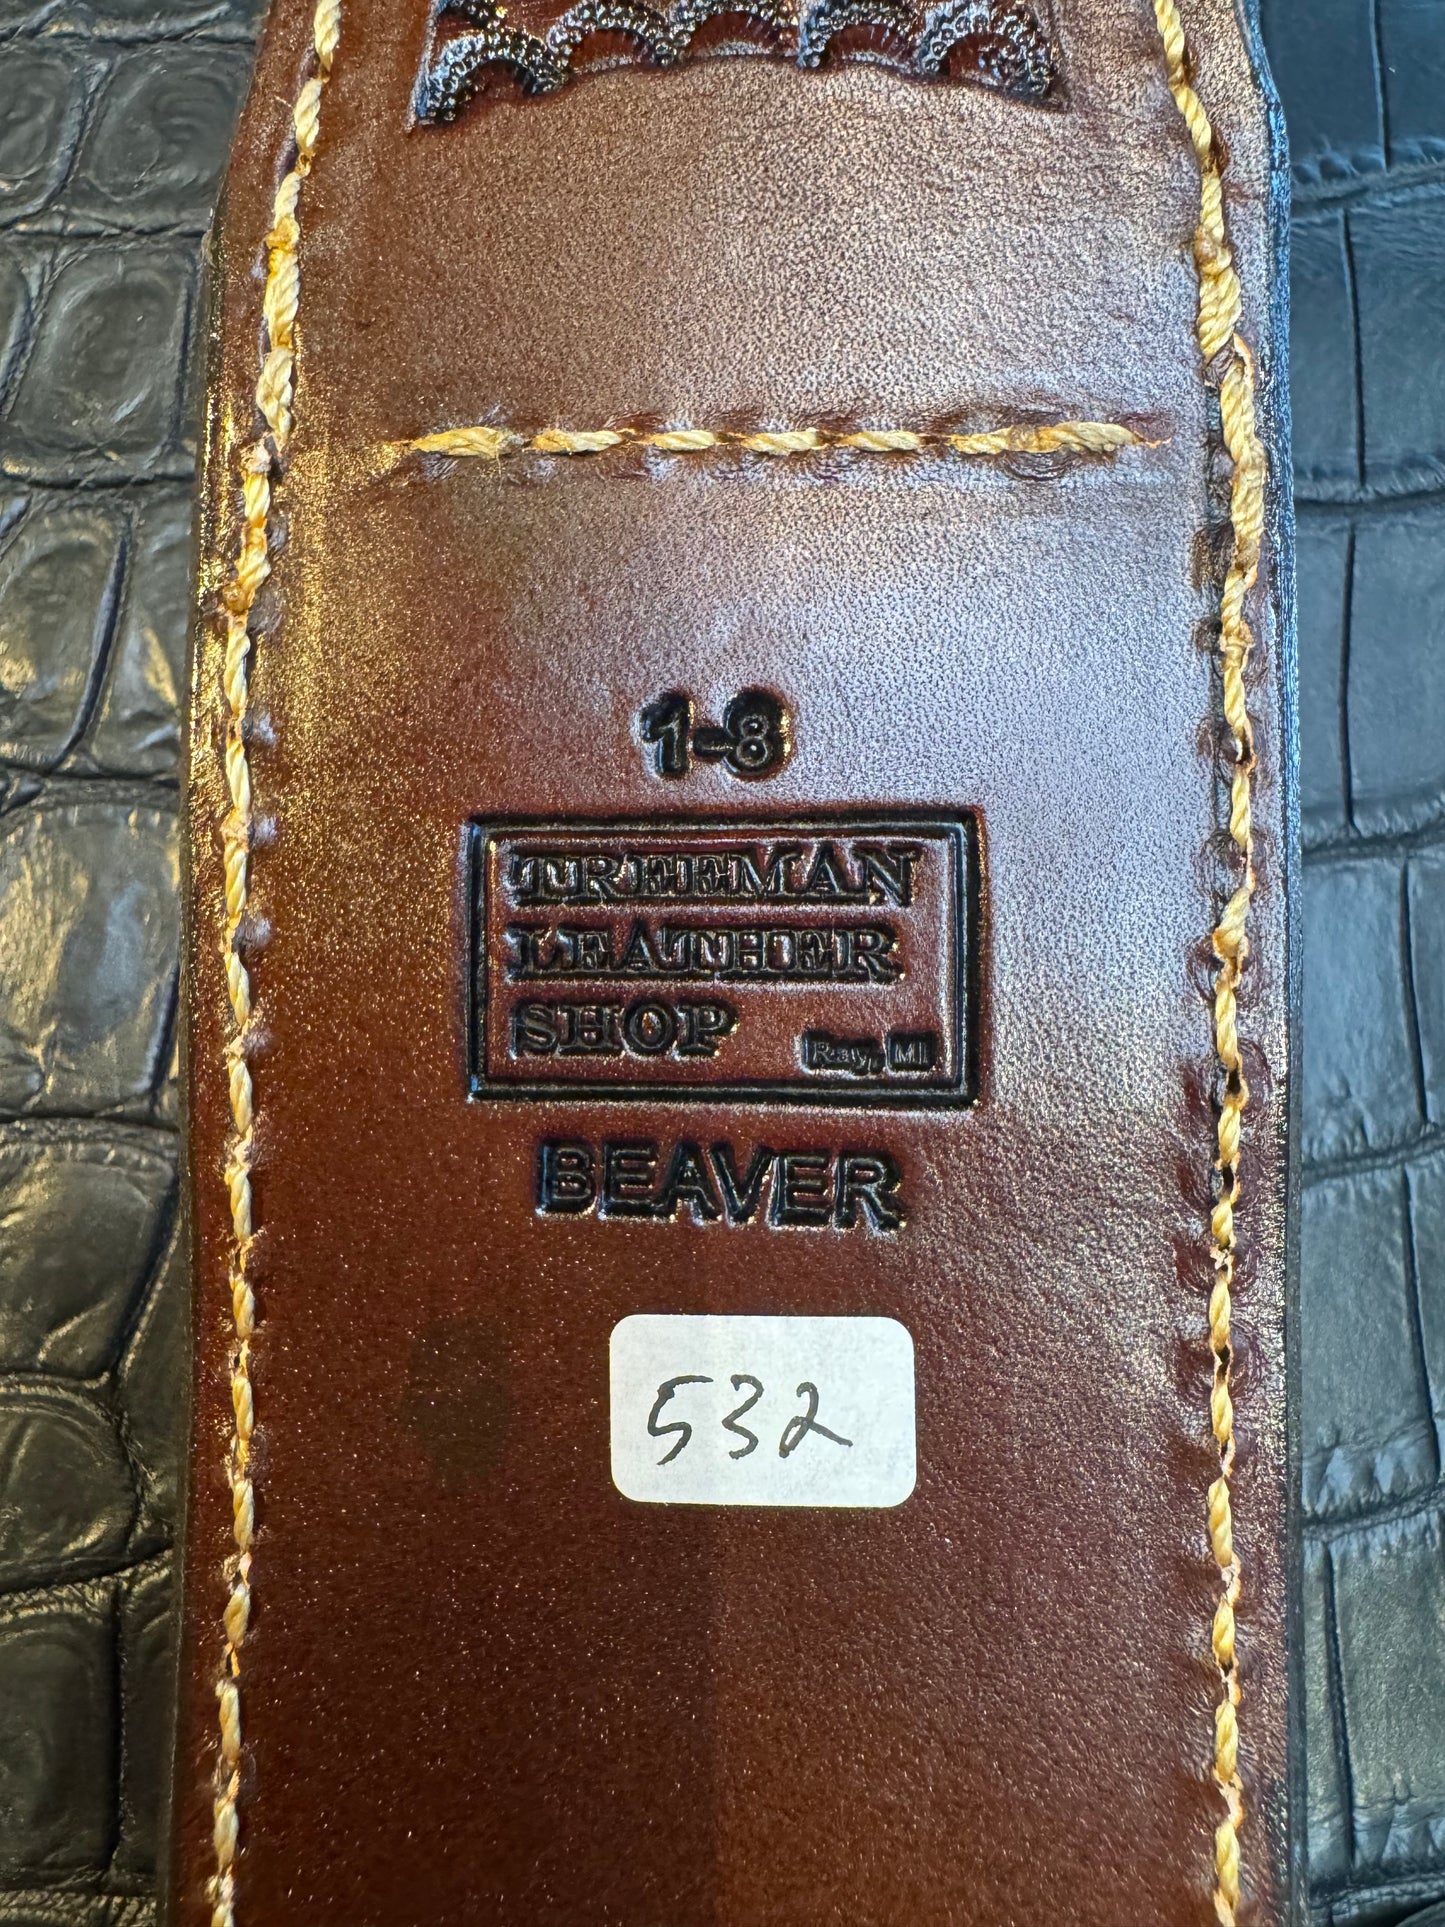 1-8
TREEMAN
LEATHER
SHOP Ray, MI
BEAVER
532